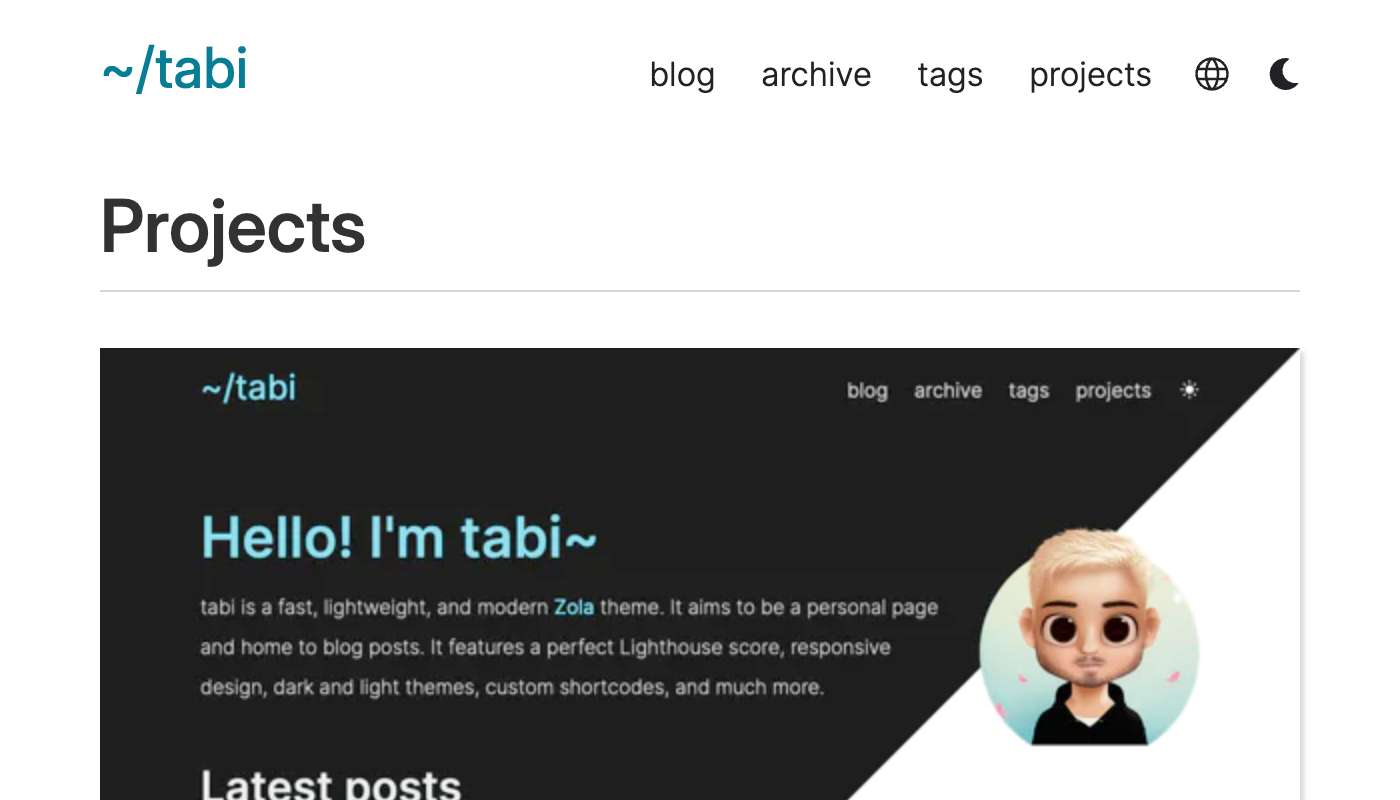 ~/tabi
blog archive tags projects
Projects
~/tabi
blog archive tags projects
Hello! I'm tabi~
tabi is a fast, lightweight, and modern Zola theme. It aims to be a personal page
and home to blog posts. It features a perfect Lighthouse score, responsive
design, dark and light themes, custom shortcodes, and much more.
Latest posts